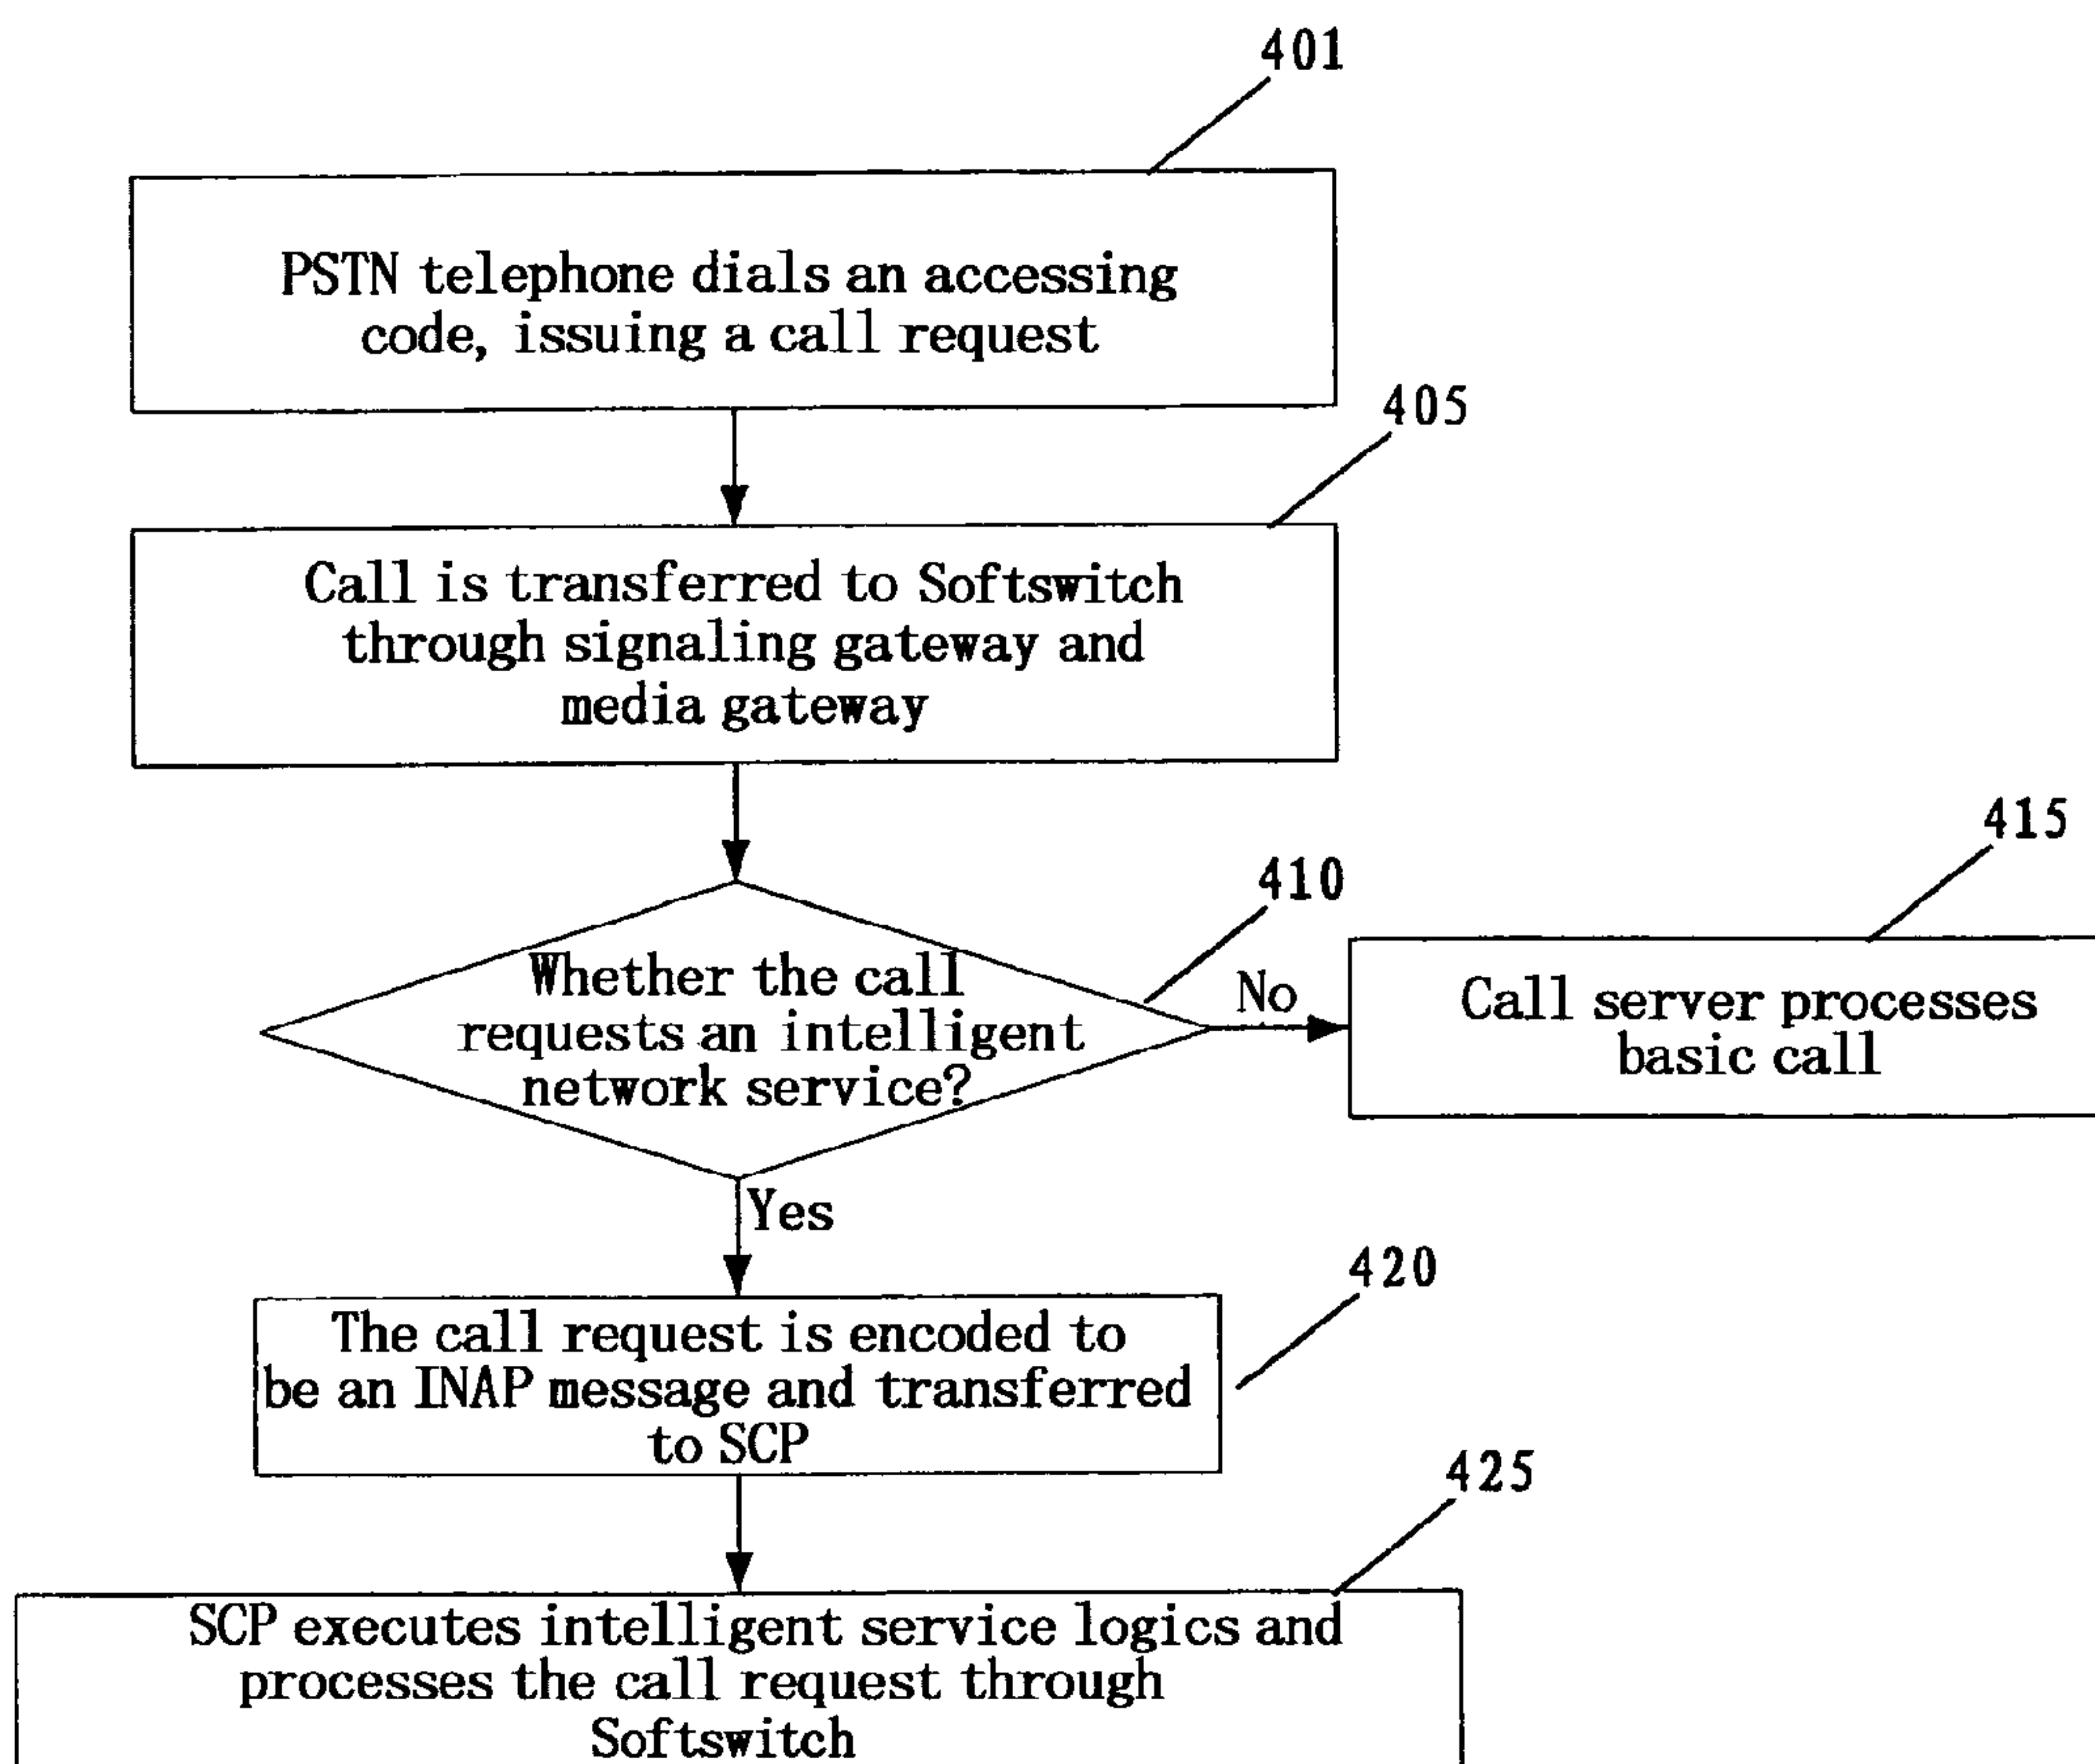 401
PSTN telephone dials an accessing
code, issuing a call request
405
Call is transferred to Softswitch
through signaling gateway and
media gateway
415
410
Whether the call
requests an intelligent
network service?
No
Call server processes
basic call
Yes
420
The call request is encoded to
be an INAP message and transferred
to SCP
425
SCP executes intelligent service logics and
processes the call request through
Softswitch